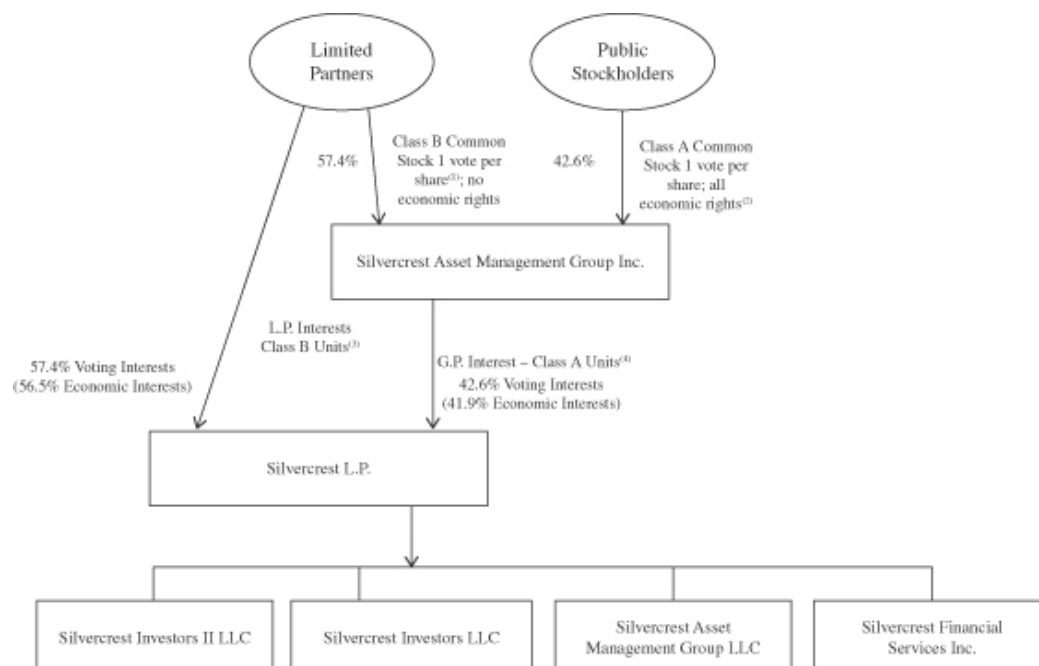 Limited
Partners
Public
Stockholders
57.4%
Class B Common
Stock 1 vote per
share(1); no
economic rights
42.6%
Class A Common
Stock 1 vote per
share; all
economic rights(2)
Silvercrest Asset Management Group Inc.
L.P. Interests
Class B Units(3)
57.4% Voting Interests
(56.5% Economic Interests)
G.P. Interest – Class A Units(4)
42.6% Voting Interests
(41.9% Economic Interests)
Silvercrest L.P.
Silvercrest Investors II LLC
Silvercrest Investors LLC
Silvercrest Asset
Management Group LLC
Silvercrest Financial
Services Inc.